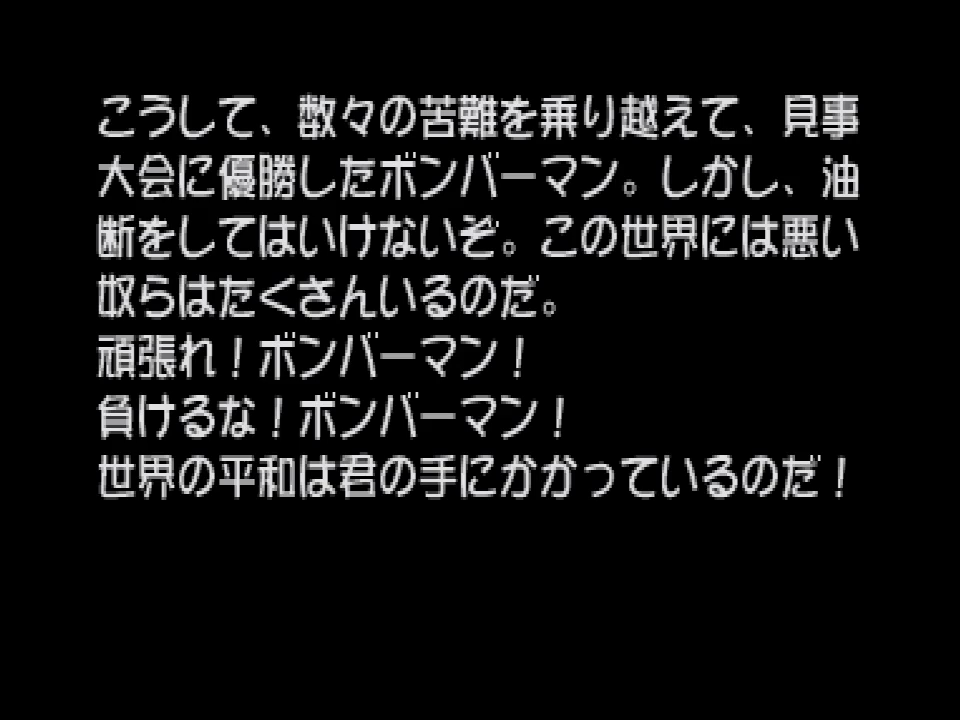 こうして、数々の苦難を乗り越えて、見事
大会に優勝したボンバーマン。しかし、油
断をしてはいけないぞ。この世界には悪い
奴らはたくさんいるのだ。
頑張れ！ボンバーマン！
負けるな！ボンバーマン！
世界の平和は君の手にかかっているのだ！